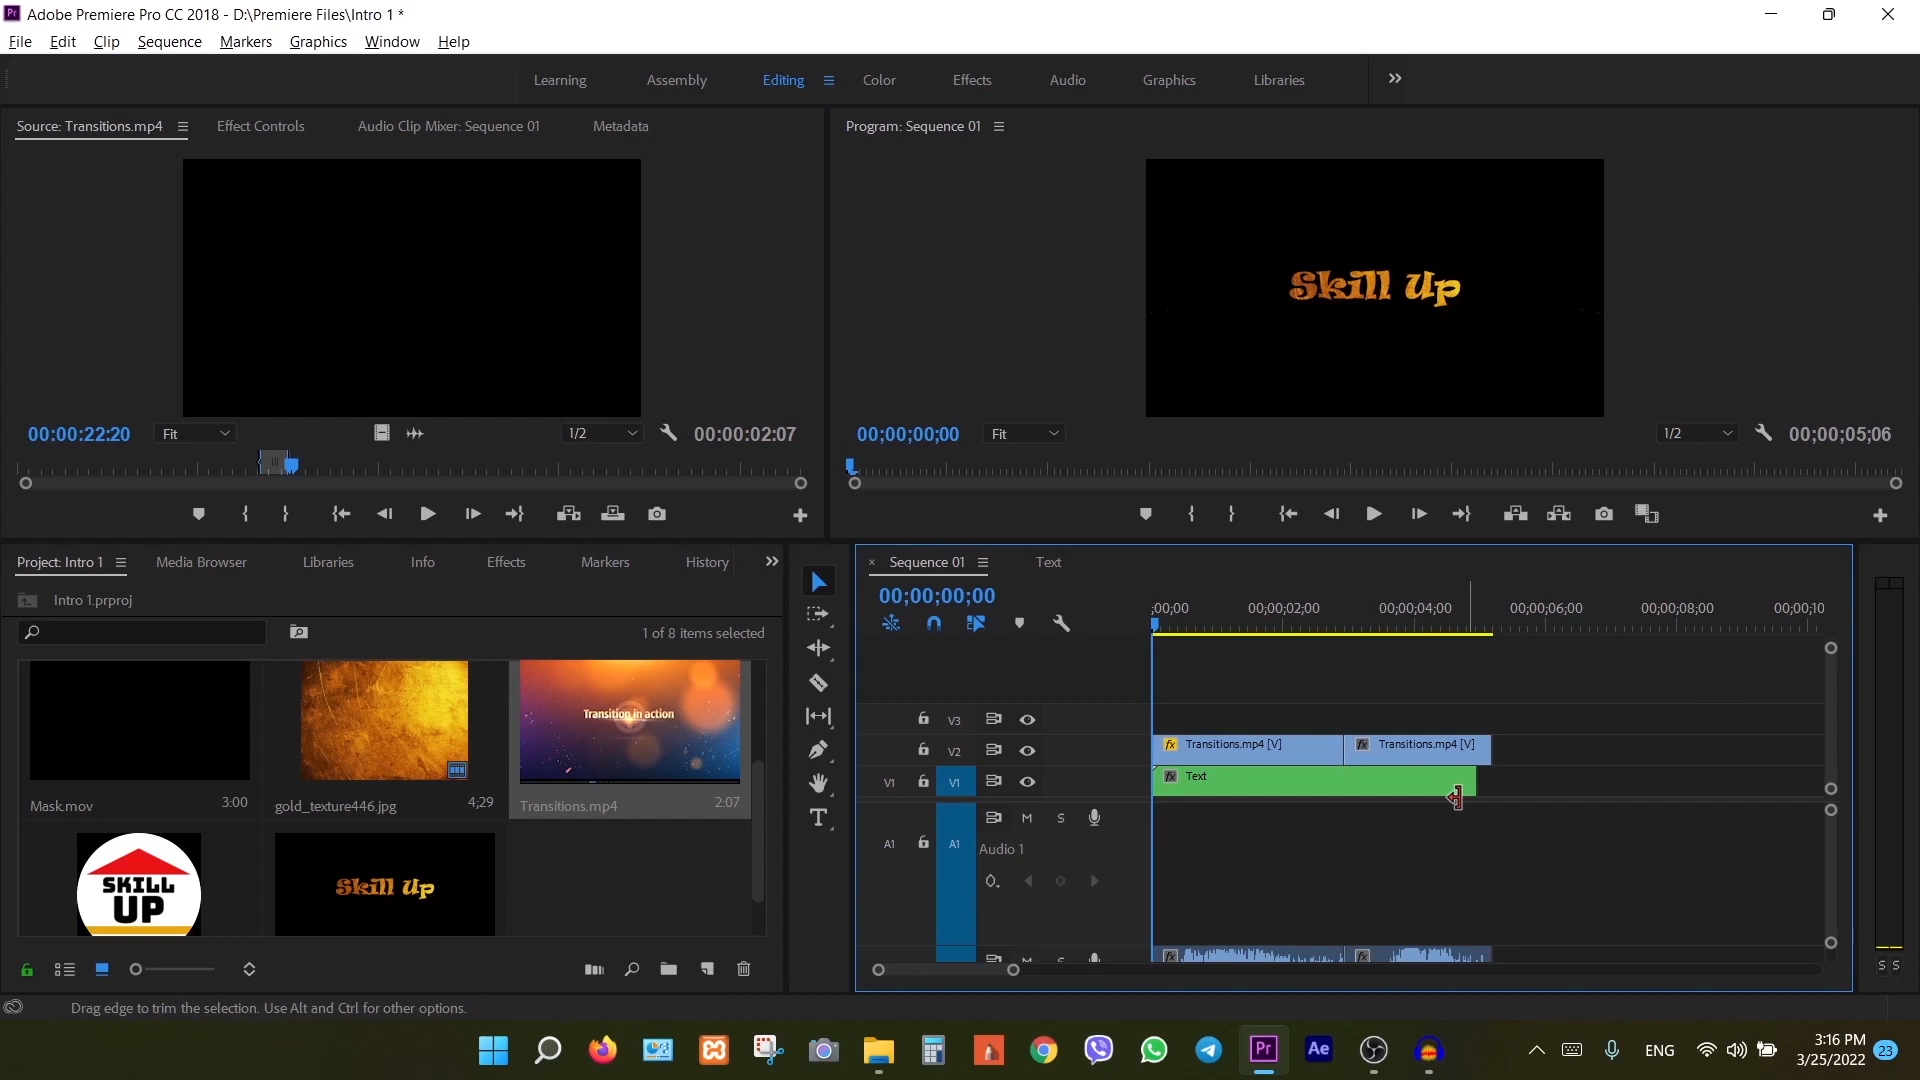 Pr Adobe Premiere Pro CC 2018 - D:\Premiere Files\Intro 1 *
File Edit Clip Sequence Markers Graphics Window Help
Learning Assembly Editing Color Effects Audio Graphics Libraries
Source: Transitions.mp4 Effect Controls Audio Clip Mixer: Sequence 01 Metadata
Program: Sequence 01
Skill Up
00:00:22:20 Fit 1/2 00:00:02:07
00;00;00;00 Fit 1/2 00;00;05;06
Project: Intro 1 Media Browser Libraries Info Effects Markers History
Intro 1.prproj
1 of 8 items selected
Transition in action
Mask.mov 3:00
gold_texture446.jpg 4;29
Transitions.mp4 2:07
SKILL
UP
Skill Up
Sequence 01 Text
00;00;00;00
;00;00 00;00;02;00 00;00;04;00 00;00;06;00 00;00;08;00 00;00;10
V3
V2 fx Transitions.mp4 [V] fx Transitions.mp4 [V]
V1 V1 fx Text
M S
A1 A1 Audio 1
fx fx
S S
Drag edge to trim the selection. Use Alt and Ctrl for other options.
Pr Ae ENG
3:16 PM
3/25/2022 23